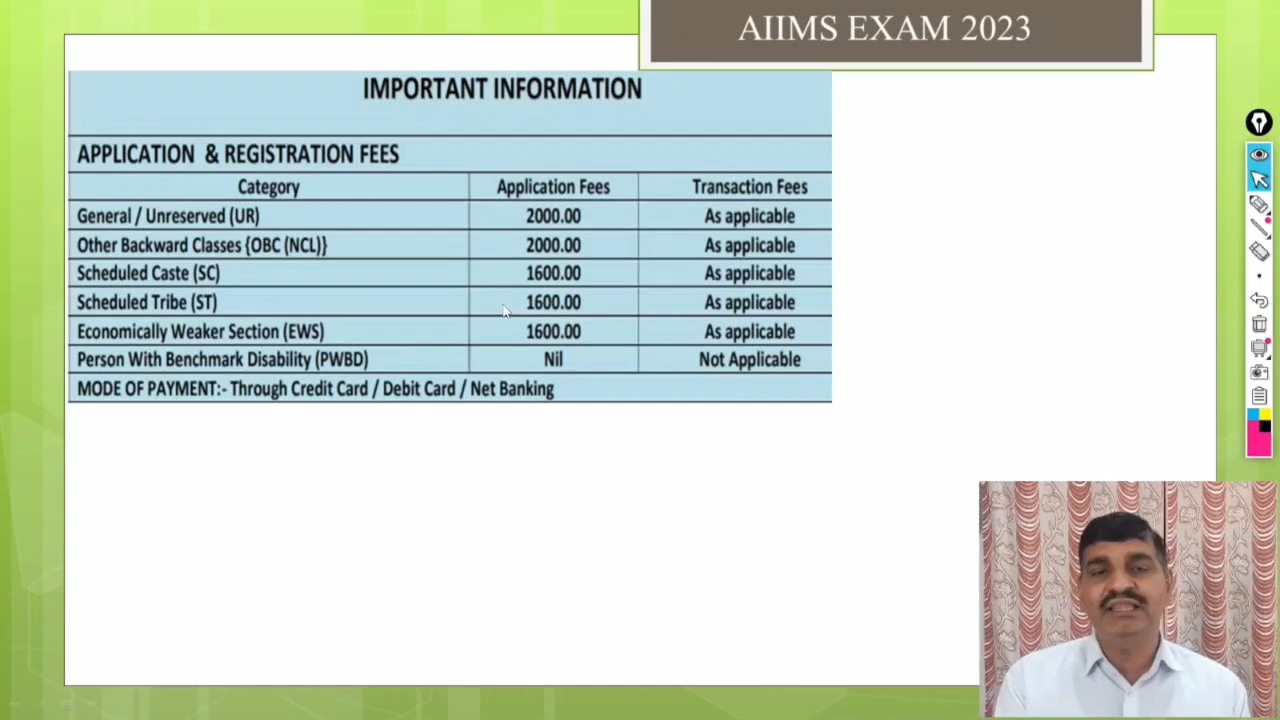 AIIMS EXAM 2023
IMPORTANT INFORMATION
APPLICATION & REGISTRATION FEES
Category Application Fees Transaction Fees
General / Unreserved (UR) 2000.00 As applicable
Other Backward Classes {OBC (NCL)} 2000.00 As applicable
Scheduled Caste (SC) 1600.00 As applicable
Scheduled Tribe (ST) 1600.00 As applicable
Economically Weaker Section (EWS) 1600.00 As applicable
Person With Benchmark Disability (PWBD) Nil Not Applicable
MODE OF PAYMENT:- Through Credit Card / Debit Card / Net Banking